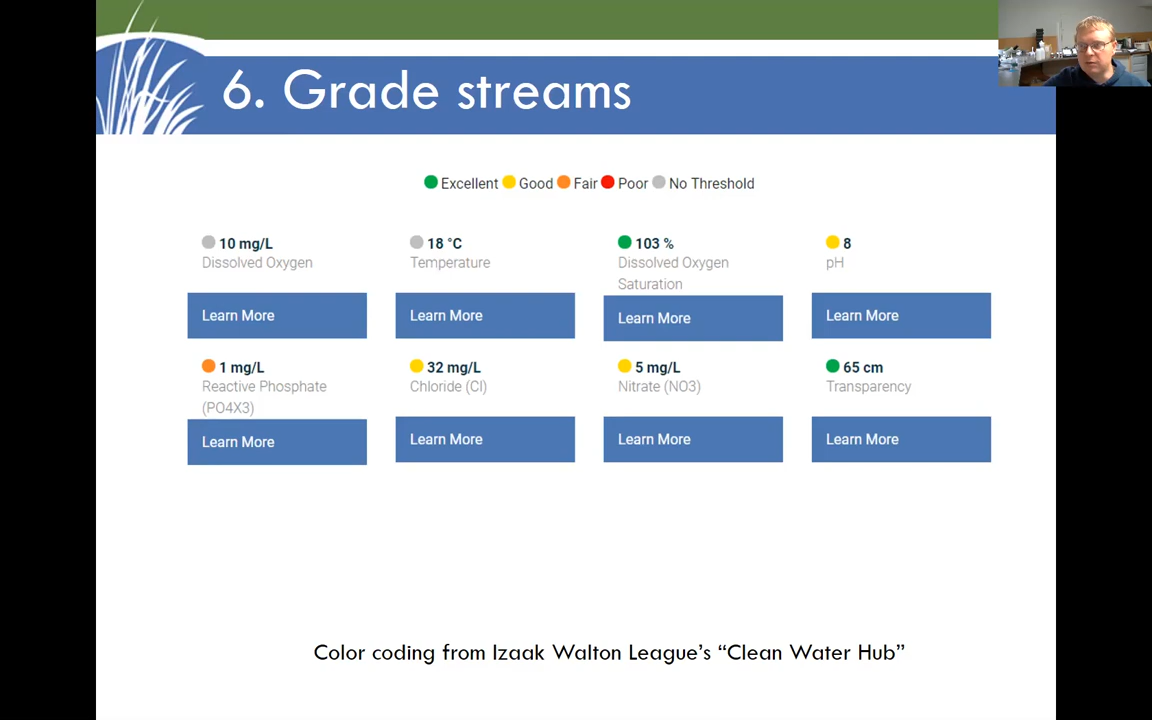 6. Grade streams
Excellent Good Fair Poor No Threshold
10 mg/L
Dissolved Oxygen
Learn More
18 °C
Temperature
Learn More
103 %
Dissolved Oxygen
Saturation
Learn More
8
pH
Learn More
1 mg/L
Reactive Phosphate
(PO4X3)
Learn More
32 mg/L
Chloride (Cl)
Learn More
5 mg/L
Nitrate (NO3)
Learn More
65 cm
Transparency
Learn More
Color coding from Izaak Walton League’s “Clean Water Hub”